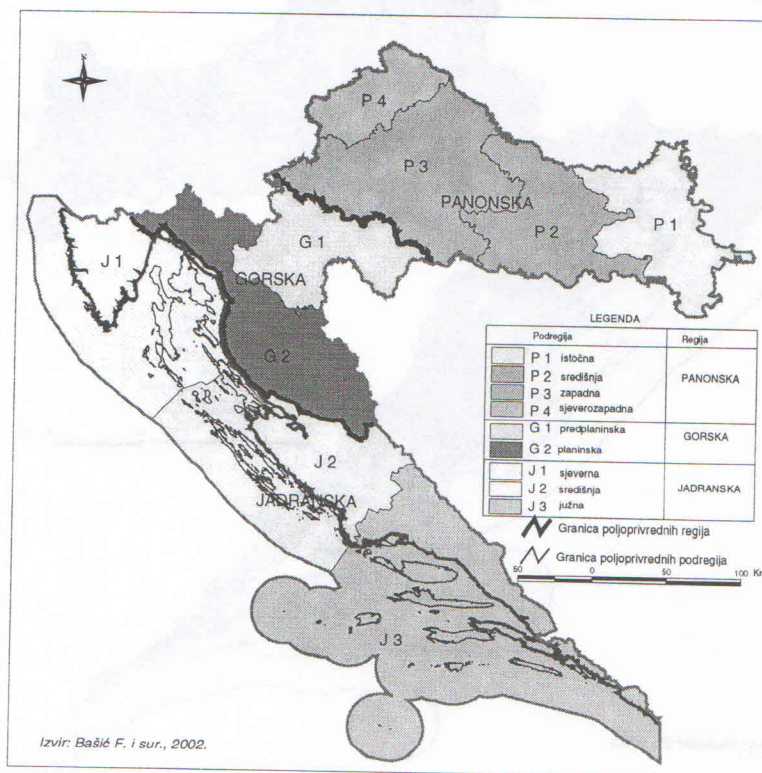 N
P 4
P 3
PANONSKA
P 2
P 1
G 1
J 1
GORSKA
G 2
J 2
JADRANSKA
J 3
LEGENDA
Podregija Regija
P 1 istočna
P 2 središnja
P 3 zapadna
P 4 sjeverozapadna
PANONSKA
G 1 predplaninska
G 2 planinska
GORSKA
J 1 sjeverna
J 2 središnja
J 3 južna
JADRANSKA
Granica poljoprivrednih regija
Granica poljoprivrednih podregija
50 0 50 100 Km
Izvir: Bašić F. i sur., 2002.